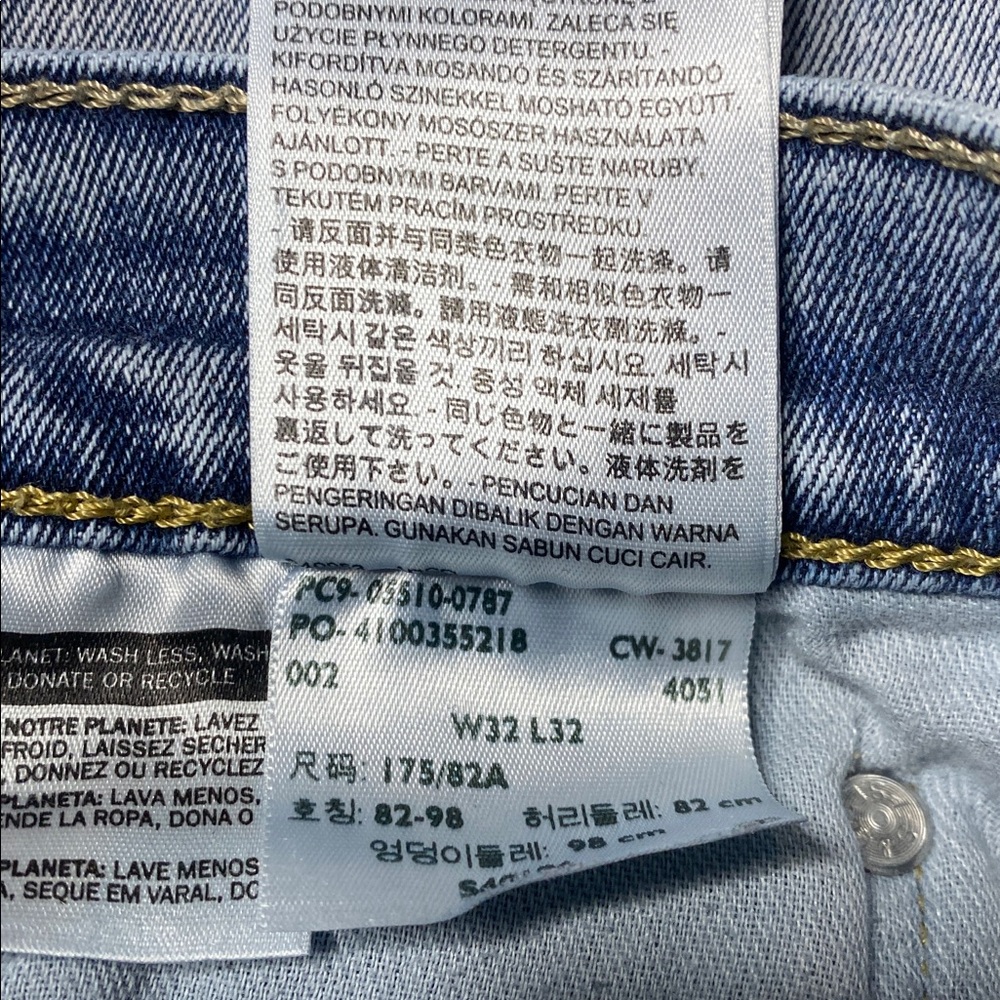 PODOBNYMI KOLORAMI. ZALECA SIĘ
UŻYCIE PŁYNNEGO DETERGENTU. -
KIFORDÍTVA MOSANDÓ ÉS SZÁRÍTANDÓ
HASONLÓ SZINEKKEL MOSHATÓ EGYÜTT.
FOLYÉKONY MOSÓSZER HASZNÁLATA
AJÁNLOTT. - PERTE A SUŠTE NARUBY,
S PODOBNÝMI BARVAMI. PERTE V
TEKUTÉM PRACÍM PROSTŘEDKU.
- 请反面并与同类色衣物一起洗涤。请
使用液体清洁剂。- 需和相似色衣物一
同反面洗滌。請用液態洗衣劑洗滌。-
세탁시 같은 색상끼리 하십시요. 세탁시
옷을 뒤집을 것. 중성 액체 세제를
사용하세요. - 同じ色物と一緒に製品を
裏返して洗ってください。液体洗剤を
ご使用下さい。- PENCUCIAN DAN
PENGERINGAN DIBALIK DENGAN WARNA
SERUPA. GUNAKAN SABUN CUCI CAIR.
PC9-05510-0787
PO- 4100355218 CW- 3817
002 4051
W32 L32
尺码: 175/82A
호칭: 82-98 허리둘레: 82 cm
엉덩이둘레: 98 cm
LANET: WASH LESS, WASH
DONATE OR RECYCLE
NOTRE PLANETE: LAVEZ
FROID, LAISSEZ SECHER
DONNEZ OU RECYCLEZ
PLANETA: LAVA MENOS,
ENDE LA ROPA, DONA O
PLANETA: LAVE MENOS
A, SEQUE EM VARAL, DO